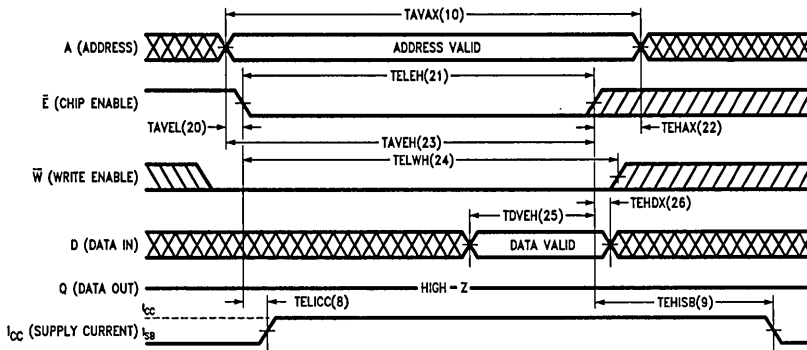 TAVAX(10)
A (ADDRESS)
ADDRESS VALID
TELEH(21)
E̅ (CHIP ENABLE)
TAVEL(20)
TEHAX(22)
TAVEH(23)
TELWH(24)
W̅ (WRITE ENABLE)
TEHDX(26)
TDVEH(25)
D (DATA IN)
DATA VALID
Q (DATA OUT)
HIGH - Z
TELICC(8)
TEHISB(9)
ICC
ICC (SUPPLY CURRENT) ISB